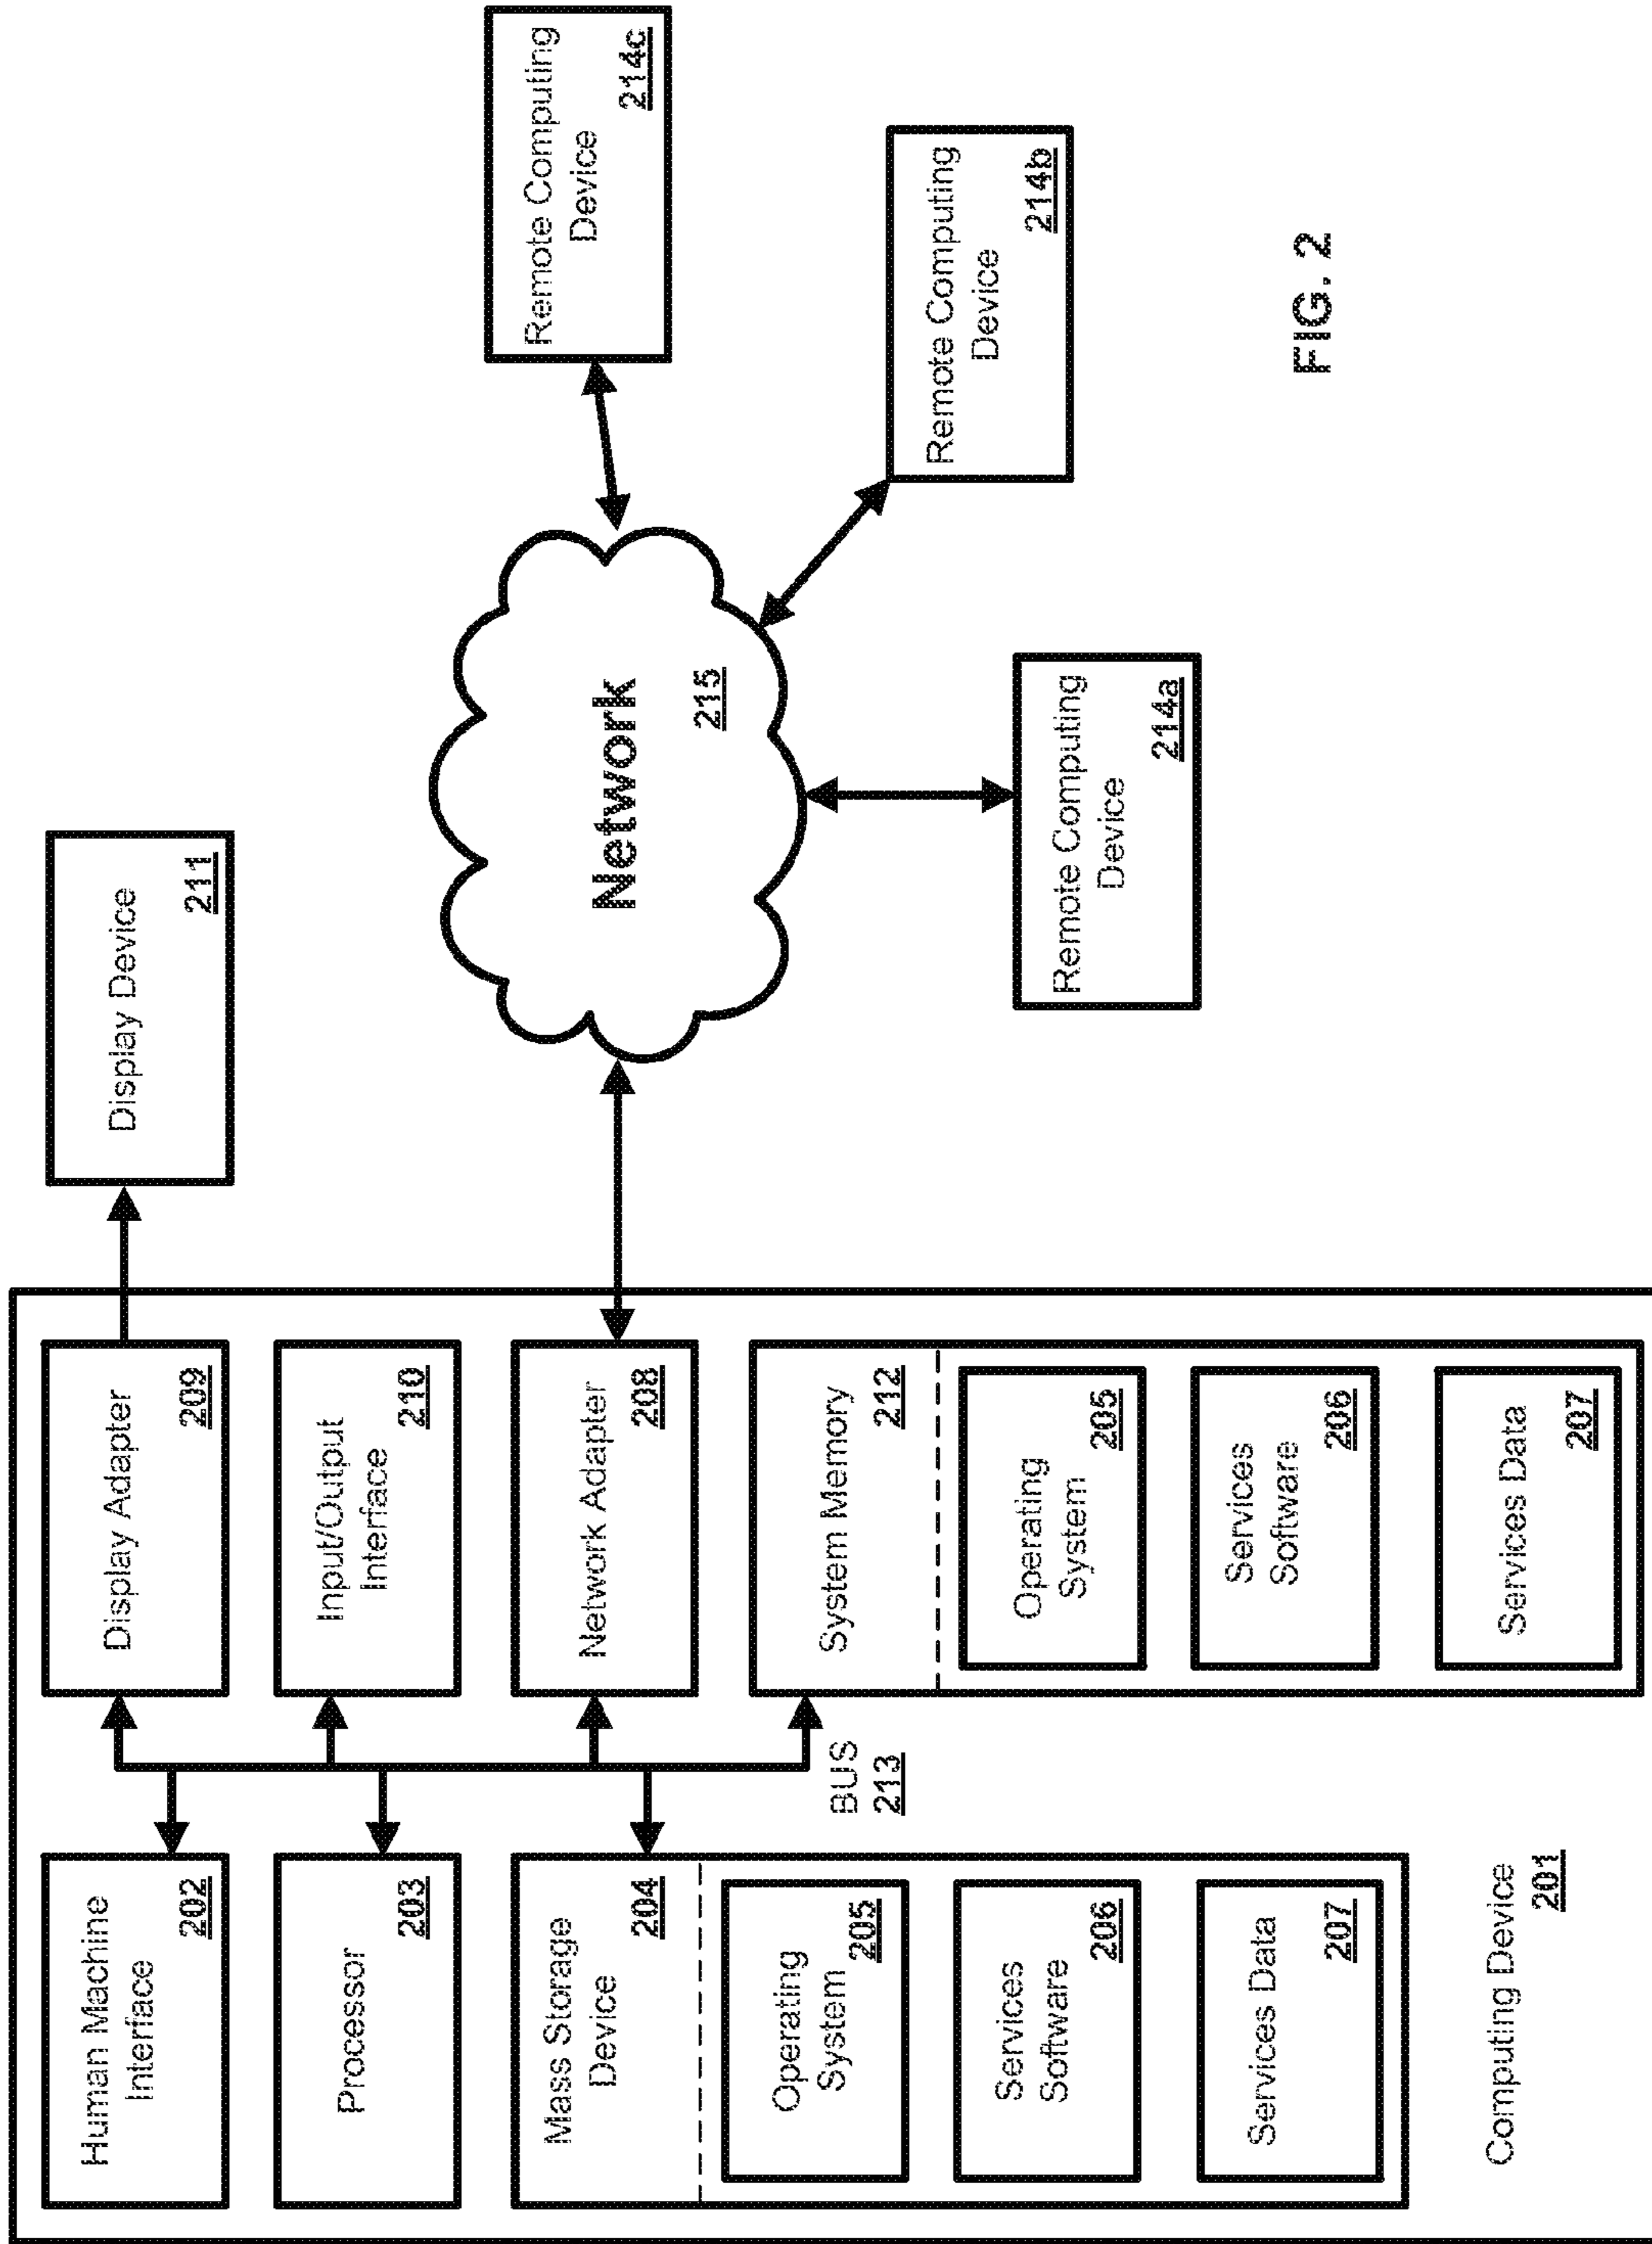 Human Machine
Interface
202
Processor
203
Mass Storage
Device
204
Operating
System
205
Services
Software
206
Services Data
207
Computing Device
201
BUS
213
Display Adapter
209
Input/Output
Interface
210
Network Adapter
208
System Memory
212
Operating
System
205
Services
Software
206
Services Data
207
Display Device
211
Network
215
Remote Computing
Device
214a
Remote Computing
Device
214b
Remote Computing
Device
214c
FIG. 2